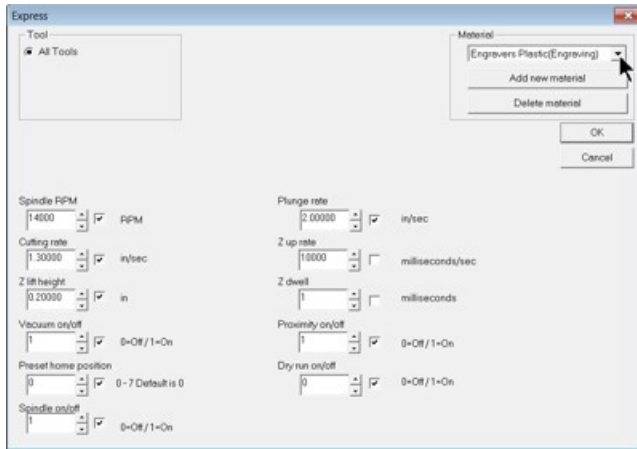 Express
Tool
All Tools
Material
Engravers Plastic(Engraving)
Add new material
Delete material
OK
Cancel
Spindle RPM
14000 RPM
Plunge rate
2.00000 in/sec
Cutting rate
1.30000 in/sec
Z up rate
10000 milliseconds/sec
Z lift height
0.20000 in
Z dwell
1 milliseconds
Vacuum on/off
1 0=Off/1=On
Proximity on/off
1 0=Off/1=On
Preset home position
0 0 - 7 Default is 0
Dry run on/off
0 0=Off/1=On
Spindle on/off
1 0=Off/1=On